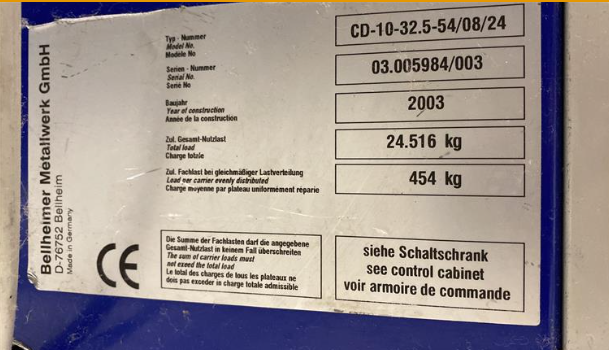 Bellheimer Metallwerk GmbH
D-76752 Bellheim
Made in Germany
Typ - Nummer
Model No.
Modèle No
CD-10-32.5-54/08/24
Serien - Nummer
Serial No.
Serie No
03.005984/003
Baujahr
Year of construction
Année de la construction
2003
Zul. Gesamt-Nutzlast
Total load
Charge totale
24.516 kg
Zul. Fachlast bei gleichmäßiger Lastverteilung
Load per carrier evenly distributed
Charge moyenne par plateau uniformément répartie
454 kg
CE
Die Summe der Fachlasten darf die angegebene
Gesamt-Nutzlast in keinem Fall überschreiten
The sum of carrier loads must
not exeed the total load
Le total des charges de tous les plateaux ne
dois pas exceder in charge totale admissible
siehe Schaltschrank
see control cabinet
voir armoire de commande